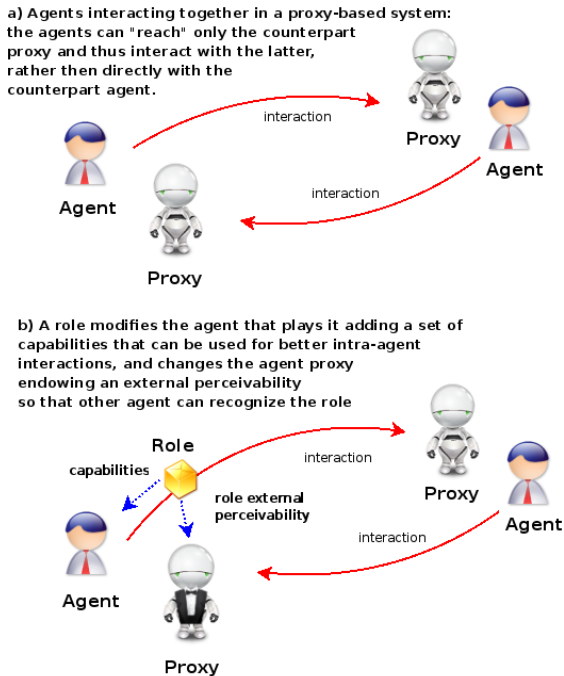 a) Agents interacting together in a proxy-based system:
the agents can "reach" only the counterpart
proxy and thus interact with the latter,
rather then directly with the
counterpart agent.
interaction
Proxy
Agent
interaction
Agent
Proxy
b) A role modifies the agent that plays it adding a set of
capabilities that can be used for better intra-agent
interactions, and changes the agent proxy
endowing an external perceivability
so that other agent can recognize the role
Role
capabilities
interaction
Proxy
role external
perceivability
Agent
interaction
Agent
Proxy